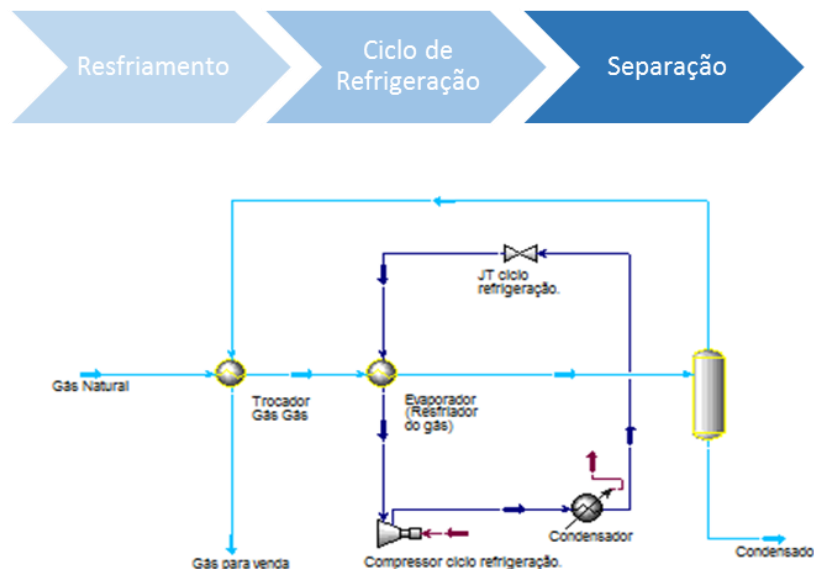 Resfriamento
Ciclo de
Refrigeração
Separação
JT ciclo
refrigeração.
Gás Natural
Trocador
Gás Gás
Evaporador
(Resfriador
do gás)
Condensador
Compressor ciclo refrigeração.
Condensado
Gás para venda